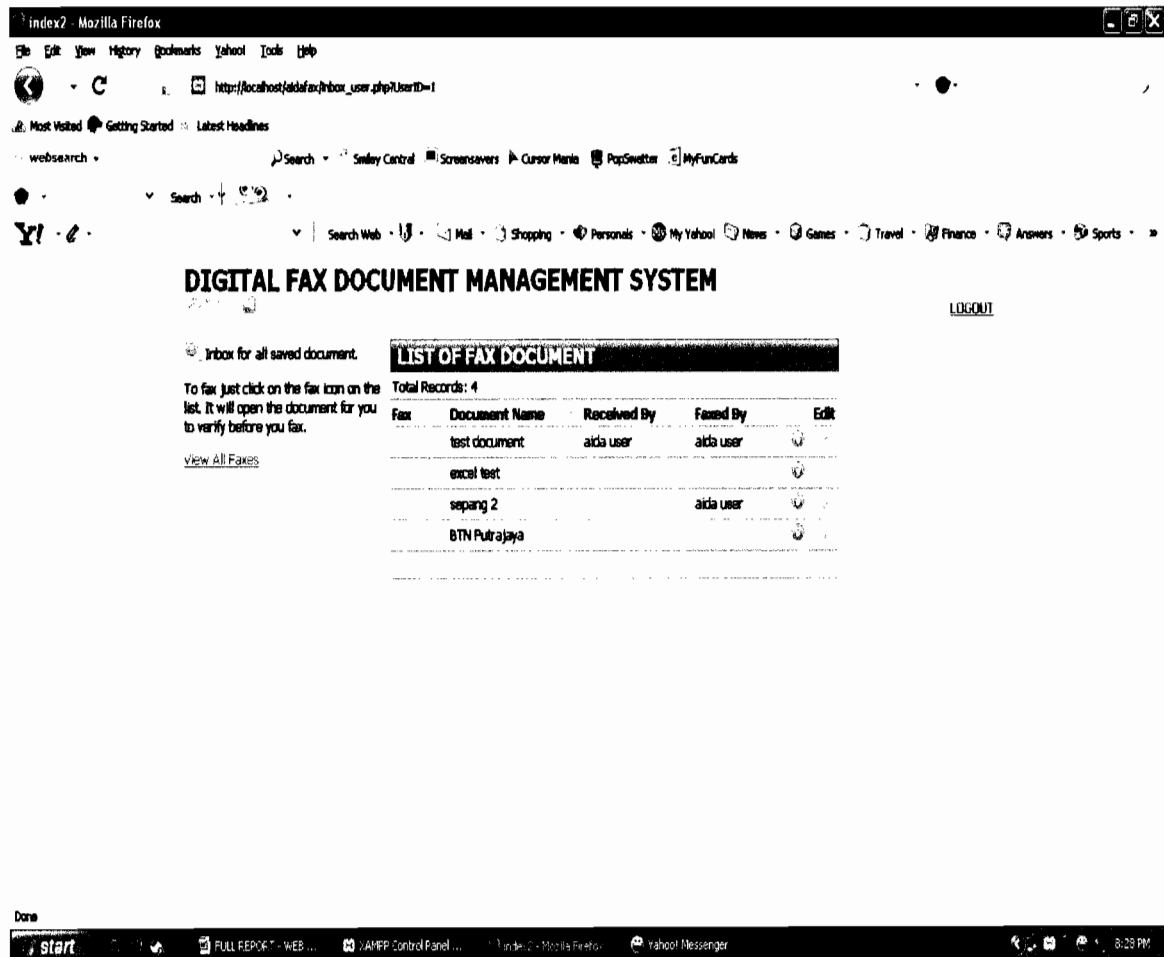 index2 - Mozilla Firefox
File Edit View History Bookmarks Yahoo! Tools Help
http://localhost/aidafax/inbox_user.php?UserID=1
Most Visited Getting Started Latest Headlines
websearch Search Smiley Central Screensavers Cursor Mania PopSwatter MyFunCards
Search
Y! Search Web Mail Shopping Personals My Yahoo! News Games Travel Finance Answers Sports »
DIGITAL FAX DOCUMENT MANAGEMENT SYSTEM
LOGOUT
Inbox for all saved document.
To fax just click on the fax icon on the
list. It will open the document for you
to verify before you fax.
View All Faxes
LIST OF FAX DOCUMENT
Total Records: 4
Fax Document Name Received By Faxed By Edit
test document aida user aida user
excel test
sepang 2 aida user
BTN Putrajaya
Done
start FULL REPORT - WEB ... XAMPP Control Panel ... index2 - Mozilla Firefox Yahoo! Messenger 8:28 PM